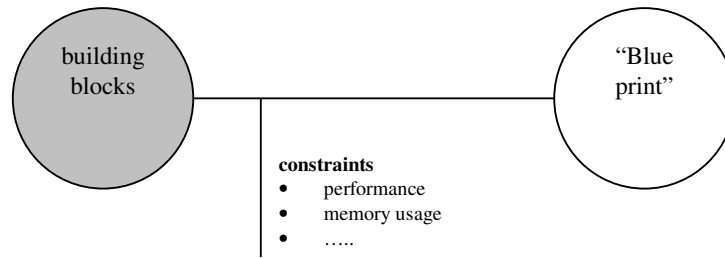 building
blocks
“Blue
print”
constraints
• performance
• memory usage
• …..